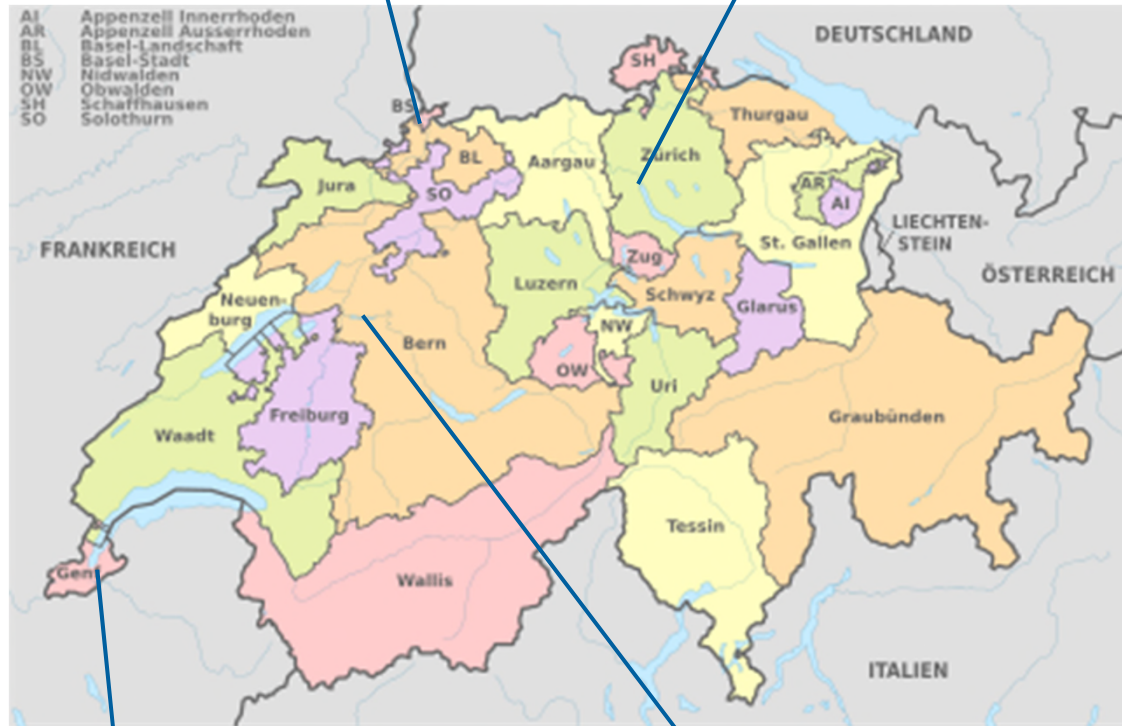 AI Appenzell Innerrhoden
AR Appenzell Ausserrhoden
BL Basel-Landschaft
BS Basel-Stadt
NW Nidwalden
OW Obwalden
SH Schaffhausen
SO Solothurn
DEUTSCHLAND
SH
BS
Thurgau
Zürich
Aargau
BL
Jura
SO
AR
AI
LIECHTEN-
STEIN
St. Gallen
FRANKREICH
Zug
ÖSTERREICH
Luzern
Schwyz
Neuen-
burg
Glarus
NW
Bern
OW
Uri
Freiburg
Graubünden
Waadt
Tessin
Genf
Wallis
ITALIEN